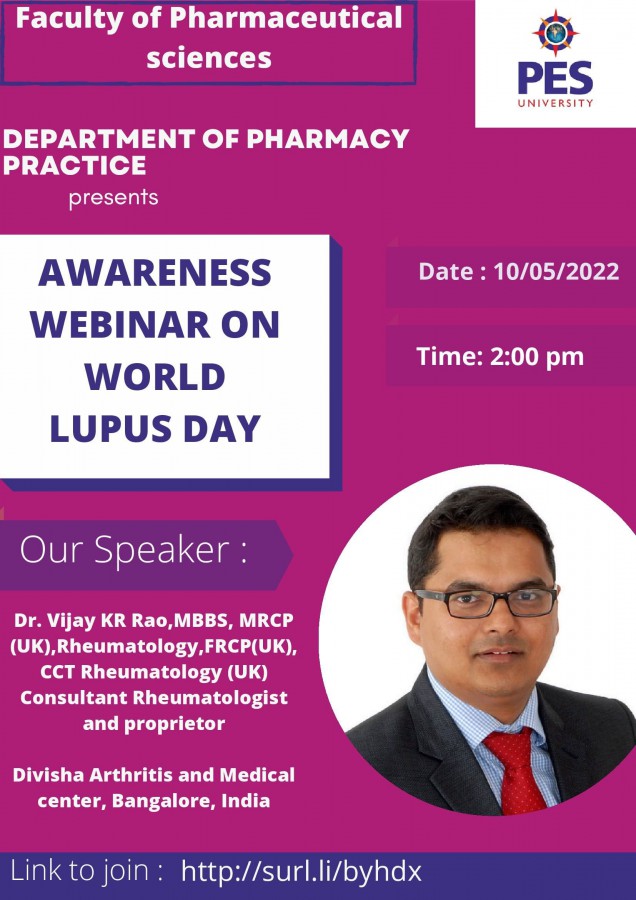 Faculty of Pharmaceutical
sciences
PES
UNIVERSITY
DEPARTMENT OF PHARMACY
PRACTICE
presents
AWARENESS
WEBINAR ON
WORLD
LUPUS DAY
Date : 10/05/2022
Time: 2:00 pm
Our Speaker :
Dr. Vijay KR Rao,MBBS, MRCP
(UK),Rheumatology,FRCP(UK),
CCT Rheumatology (UK)
Consultant Rheumatologist
and proprietor
Divisha Arthritis and Medical
center, Bangalore, India
Link to join : http://surl.li/byhdx